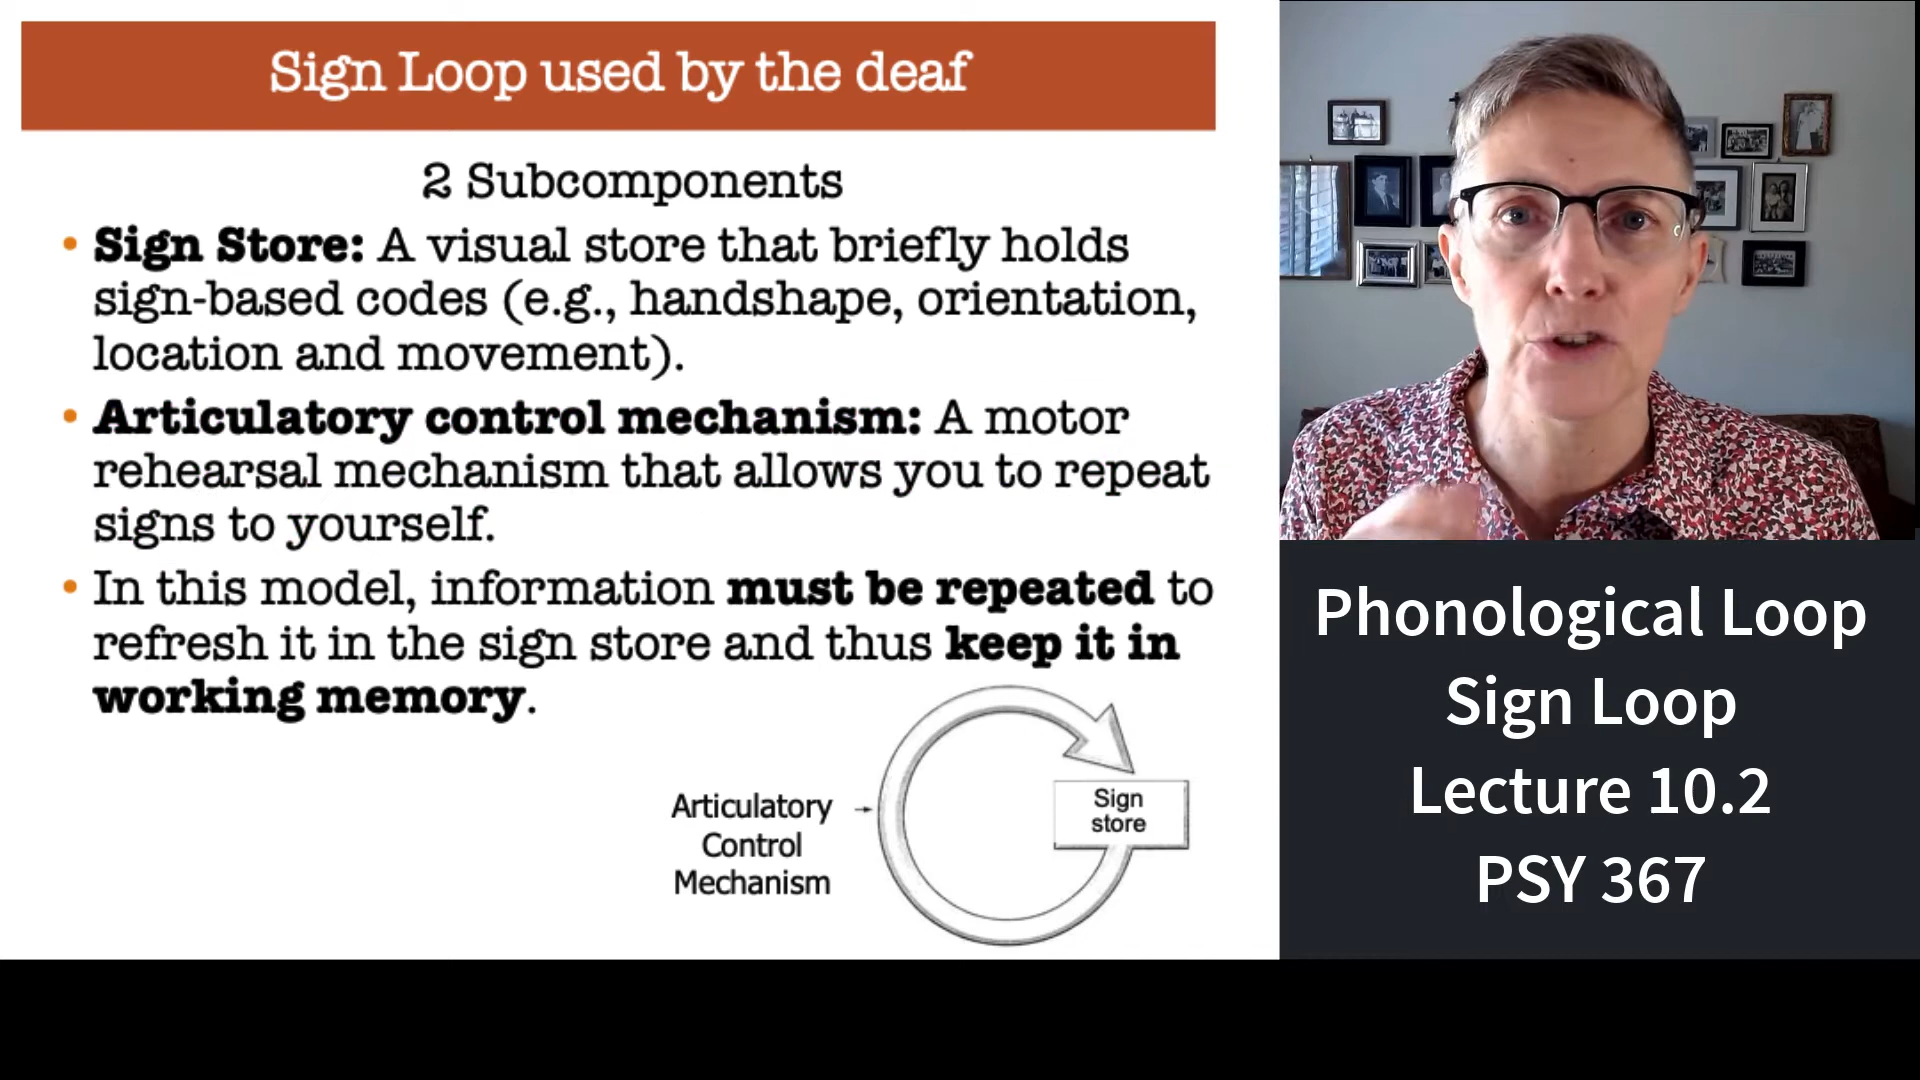 Sign Loop used by the deaf
2 Subcomponents
• Sign Store: A visual store that briefly holds
sign-based codes (e.g., handshape, orientation,
location and movement).
• Articulatory control mechanism: A motor
rehearsal mechanism that allows you to repeat
signs to yourself.
• In this model, information must be repeated to
refresh it in the sign store and thus keep it in
working memory.
Articulatory
Control
Mechanism
Sign
store
Phonological Loop
Sign Loop
Lecture 10.2
PSY 367